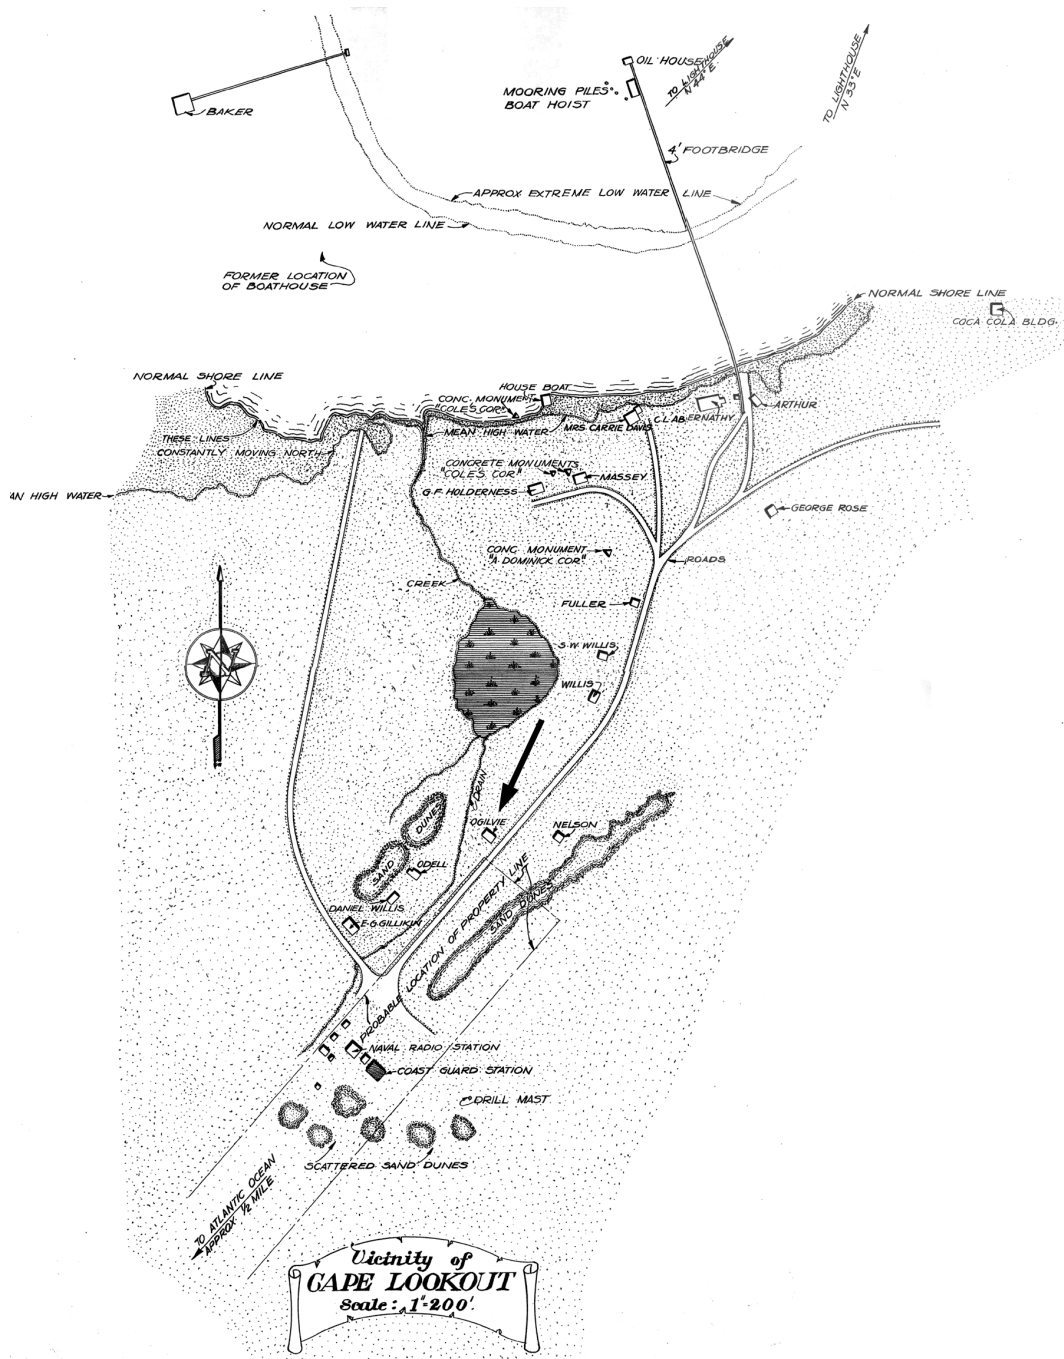 OIL HOUSE
TO LIGHTHOUSE
N 44° E.
TO LIGHTHOUSE
N 33° E
MOORING PILES
BOAT HOIST
BAKER
4' FOOTBRIDGE
APPROX EXTREME LOW WATER LINE
NORMAL LOW WATER LINE
FORMER LOCATION
OF BOATHOUSE
NORMAL SHORE LINE
COCA COLA BLDG.
NORMAL SHORE LINE
HOUSE BOAT
CONC. MONUMENT
"COLE'S COR."
ARTHUR
C.L.ABERNATHY
MRS CARRIE DAVIS
MEAN HIGH WATER
THESE LINES
CONSTANTLY MOVING NORTH
CONCRETE MONUMENTS
"COLE'S COR."
MASSEY
G.F. HOLDERNESS
AN HIGH WATER
GEORGE ROSE
CONC. MONUMENT
"A. DOMINICK COR."
ROADS
CREEK
FULLER
S.W. WILLIS
WILLIS
DRAIN
DUNES
SAND
OGILVIE
NELSON
ODELL
DANIEL WILLIS
E.G. GILLIKIN
SAND DUNES
PROBABLE LOCATION OF PROPERTY LINE
NAVAL RADIO STATION
COAST GUARD STATION
DRILL MAST
SCATTERED SAND DUNES
TO ATLANTIC OCEAN
APPROX. 1/2 MILE
Vicinity of
CAPE LOOKOUT
Scale: 1"=200'.